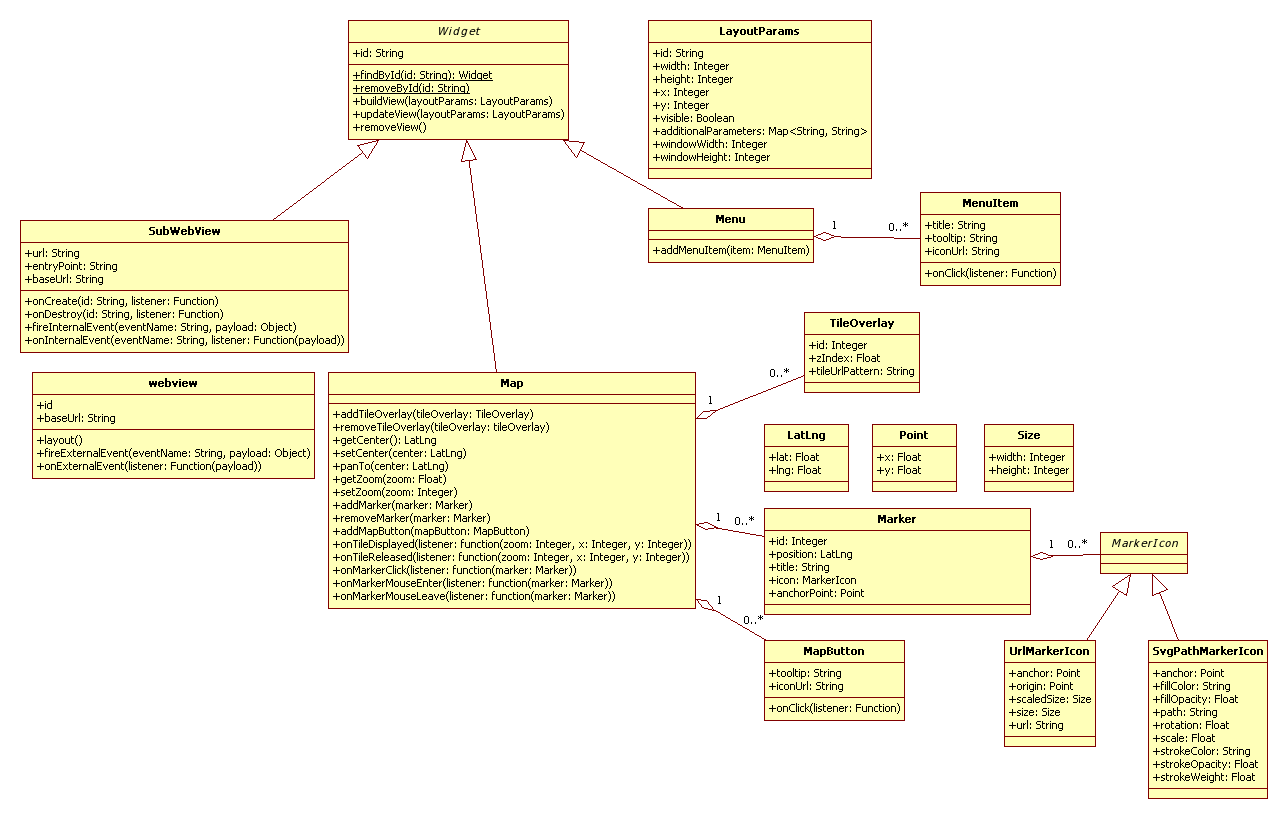 Widget
+id: String
+findById(id: String): Widget
+removeById(id: String)
+buildView(layoutParams: LayoutParams)
+updateView(layoutParams: LayoutParams)
+removeView()
LayoutParams
+id: String
+width: Integer
+height: Integer
+x: Integer
+y: Integer
+visible: Boolean
+additionalParameters: Map<String, String>
+windowWidth: Integer
+windowHeight: Integer
SubWebView
+url: String
+entryPoint: String
+baseUrl: String
+onCreate(id: String, listener: Function)
+onDestroy(id: String, listener: Function)
+fireInternalEvent(eventName: String, payload: Object)
+onInternalEvent(eventName: String, listener: Function(payload))
Menu
+addMenuItem(item: MenuItem)
1
0..*
MenuItem
+title: String
+tooltip: String
+iconUrl: String
+onClick(listener: Function)
webview
+id
+baseUrl: String
+layout()
+fireExternalEvent(eventName: String, payload: Object)
+onExternalEvent(listener: Function(payload))
Map
+addTileOverlay(tileOverlay: TileOverlay)
+removeTileOverlay(tileOverlay: tileOverlay)
+getCenter(): LatLng
+setCenter(center: LatLng)
+panTo(center: LatLng)
+getZoom(zoom: Float)
+setZoom(zoom: Integer)
+addMarker(marker: Marker)
+removeMarker(marker: Marker)
+addMapButton(mapButton: MapButton)
+onTileDisplayed(listener: function(zoom: Integer, x: Integer, y: Integer))
+onTileReleased(listener: function(zoom: Integer, x: Integer, y: Integer))
+onMarkerClick(listener: function(marker: Marker))
+onMarkerMouseEnter(listener: function(marker: Marker))
+onMarkerMouseLeave(listener: function(marker: Marker))
1
0..*
TileOverlay
+id: Integer
+zIndex: Float
+tileUrlPattern: String
LatLng
+lat: Float
+lng: Float
Point
+x: Float
+y: Float
Size
+width: Integer
+height: Integer
1
0..*
Marker
+id: Integer
+position: LatLng
+title: String
+icon: MarkerIcon
+anchorPoint: Point
1
0..*
MarkerIcon
1
0..*
MapButton
+tooltip: String
+iconUrl: String
+onClick(listener: Function)
UrlMarkerIcon
+anchor: Point
+origin: Point
+scaledSize: Size
+size: Size
+url: String
SvgPathMarkerIcon
+anchor: Point
+fillColor: String
+fillOpacity: Float
+path: String
+rotation: Float
+scale: Float
+strokeColor: String
+strokeOpacity: Float
+strokeWeight: Float